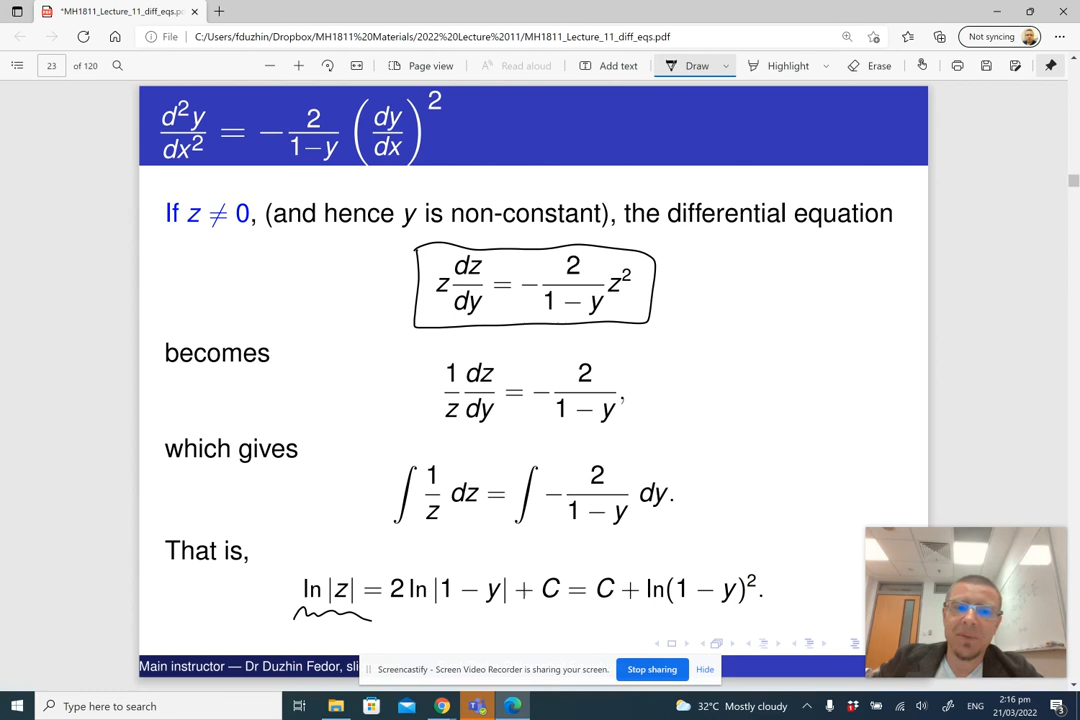 *MH1811_Lecture_11_diff_eqs.pd
File C:/Users/fduzhin/Dropbox/MH1811%20Materials/2022%20Lecture%2011/MH1811_Lecture_11_diff_eqs.pdf Not syncing
23 of 120 Page view Read aloud Add text Draw Highlight Erase
d²y/dx² = −2/(1−y) (dy/dx)²
If z ≠ 0, (and hence y is non-constant), the differential equation
z dz/dy = −2/(1 − y) z²
becomes
1/z dz/dy = −2/(1 − y),
which gives
∫ 1/z dz = ∫ −2/(1 − y) dy.
That is,
ln |z| = 2 ln |1 − y| + C = C + ln(1 − y)².
Main instructor — Dr Duzhin Fedor, sli
Screencastify - Screen Video Recorder is sharing your screen. Stop sharing Hide
Type here to search 32°C Mostly cloudy ENG 2:16 pm
21/03/2022 3